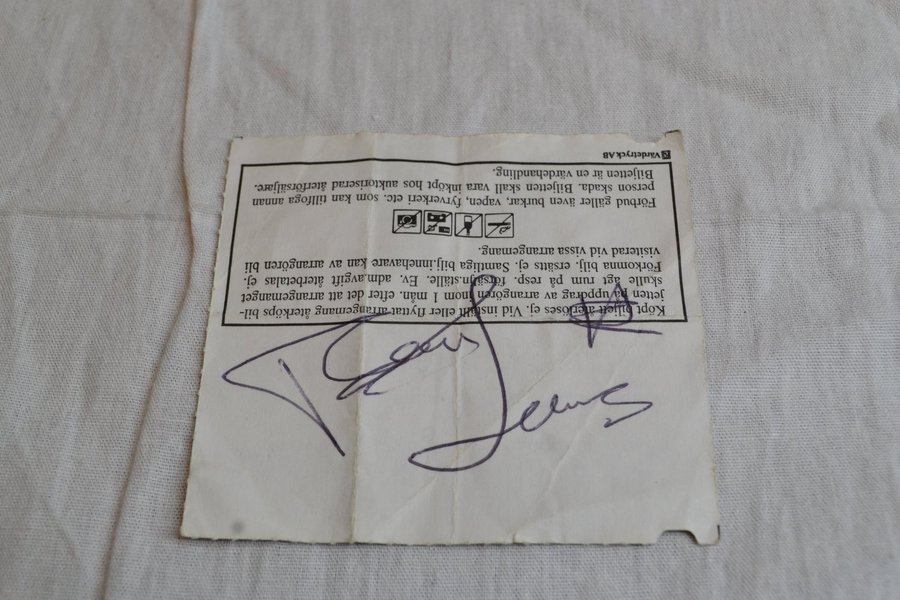 Köpt biljett återlöses ej. Vid inställt eller flyttat arrangemang återköps bil-
jetten på uppdrag av arrangören inom 1 mån. efter det att arrangemanget
skulle ägt rum på resp. försäljn.ställe. Ev. adm.avgift återbetalas ej.
Förkomna bilj. ersätts ej. Samtliga bilj.innehavare kan av arrangören bli
visiterad vid vissa arrangemang.
Förbud gäller även burkar, vapen, fyrverkeri etc. som kan tillfoga annan
person skada. Biljetten skall vara inköpt hos auktoriserad återförsäljare.
Biljetten är en värdehandling.
Värdetryck AB